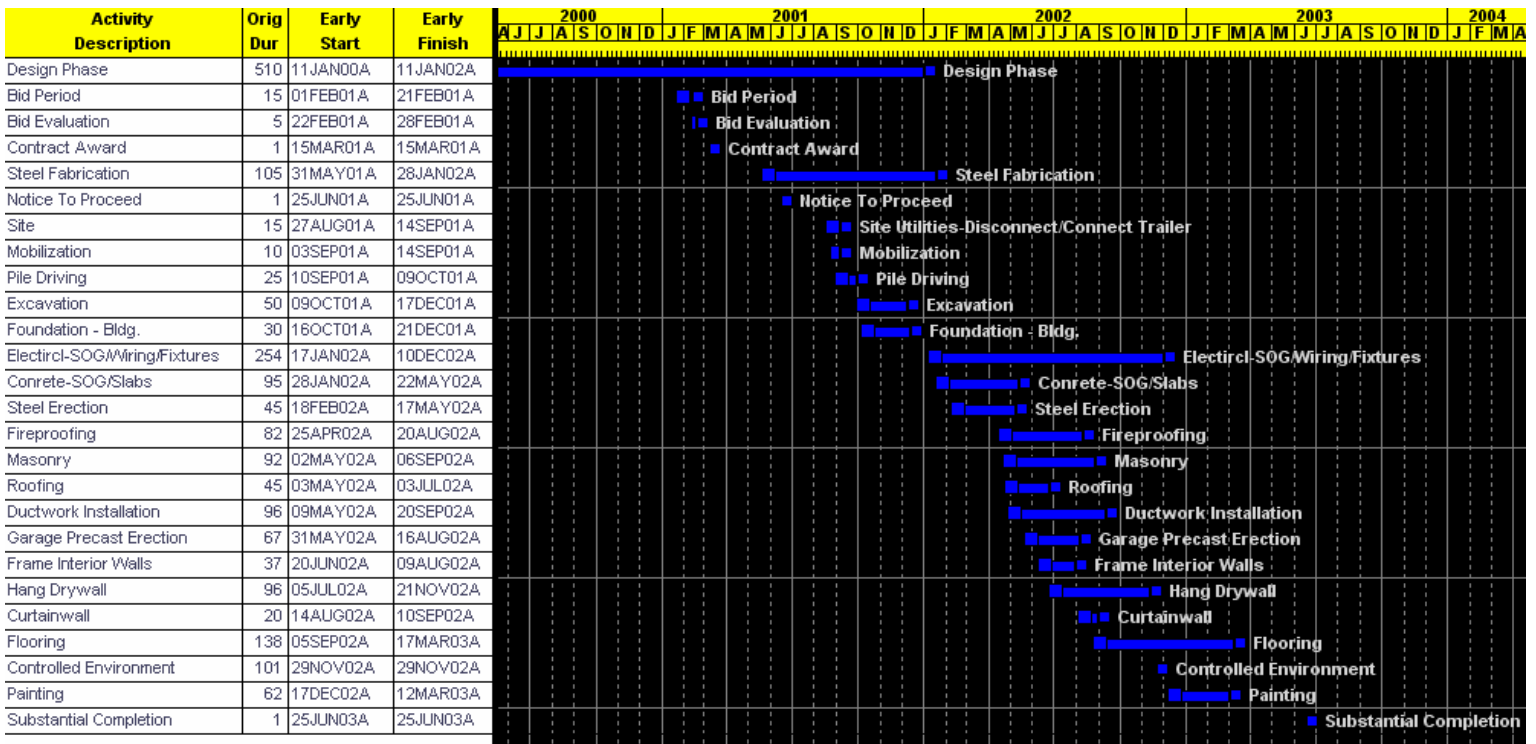 Activity Description Orig Dur Early Start Early Finish
2000 2001 2002 2003 2004
A J J A S O N D J F M A M J J A S O N D J F M A M J J A S O N D J F M A M J J A S O N D J F M A
Design Phase 510 11JAN00A 11JAN02A Design Phase
Bid Period 15 01FEB01A 21FEB01A Bid Period
Bid Evaluation 5 22FEB01A 28FEB01A Bid Evaluation
Contract Award 1 15MAR01A 15MAR01A Contract Award
Steel Fabrication 105 31MAY01A 28JAN02A Steel Fabrication
Notice To Proceed 1 25JUN01A 25JUN01A Notice To Proceed
Site 15 27AUG01A 14SEP01A Site Utilities-Disconnect/Connect Trailer
Mobilization 10 03SEP01A 14SEP01A Mobilization
Pile Driving 25 10SEP01A 09OCT01A Pile Driving
Excavation 50 09OCT01A 17DEC01A Excavation
Foundation - Bldg. 30 16OCT01A 21DEC01A Foundation - Bldg.
Electircl-SOG/Wiring/Fixtures 254 17JAN02A 10DEC02A Electircl-SOG/Wiring/Fixtures
Conrete-SOG/Slabs 95 28JAN02A 22MAY02A Conrete-SOG/Slabs
Steel Erection 45 18FEB02A 17MAY02A Steel Erection
Fireproofing 82 25APR02A 20AUG02A Fireproofing
Masonry 92 02MAY02A 06SEP02A Masonry
Roofing 45 03MAY02A 03JUL02A Roofing
Ductwork Installation 96 09MAY02A 20SEP02A Ductwork Installation
Garage Precast Erection 67 31MAY02A 16AUG02A Garage Precast Erection
Frame Interior Walls 37 20JUN02A 09AUG02A Frame Interior Walls
Hang Drywall 96 05JUL02A 21NOV02A Hang Drywall
Curtainwall 20 14AUG02A 10SEP02A Curtainwall
Flooring 138 05SEP02A 17MAR03A Flooring
Controlled Environment 101 29NOV02A 29NOV02A Controlled Environment
Painting 62 17DEC02A 12MAR03A Painting
Substantial Completion 1 25JUN03A 25JUN03A Substantial Completion